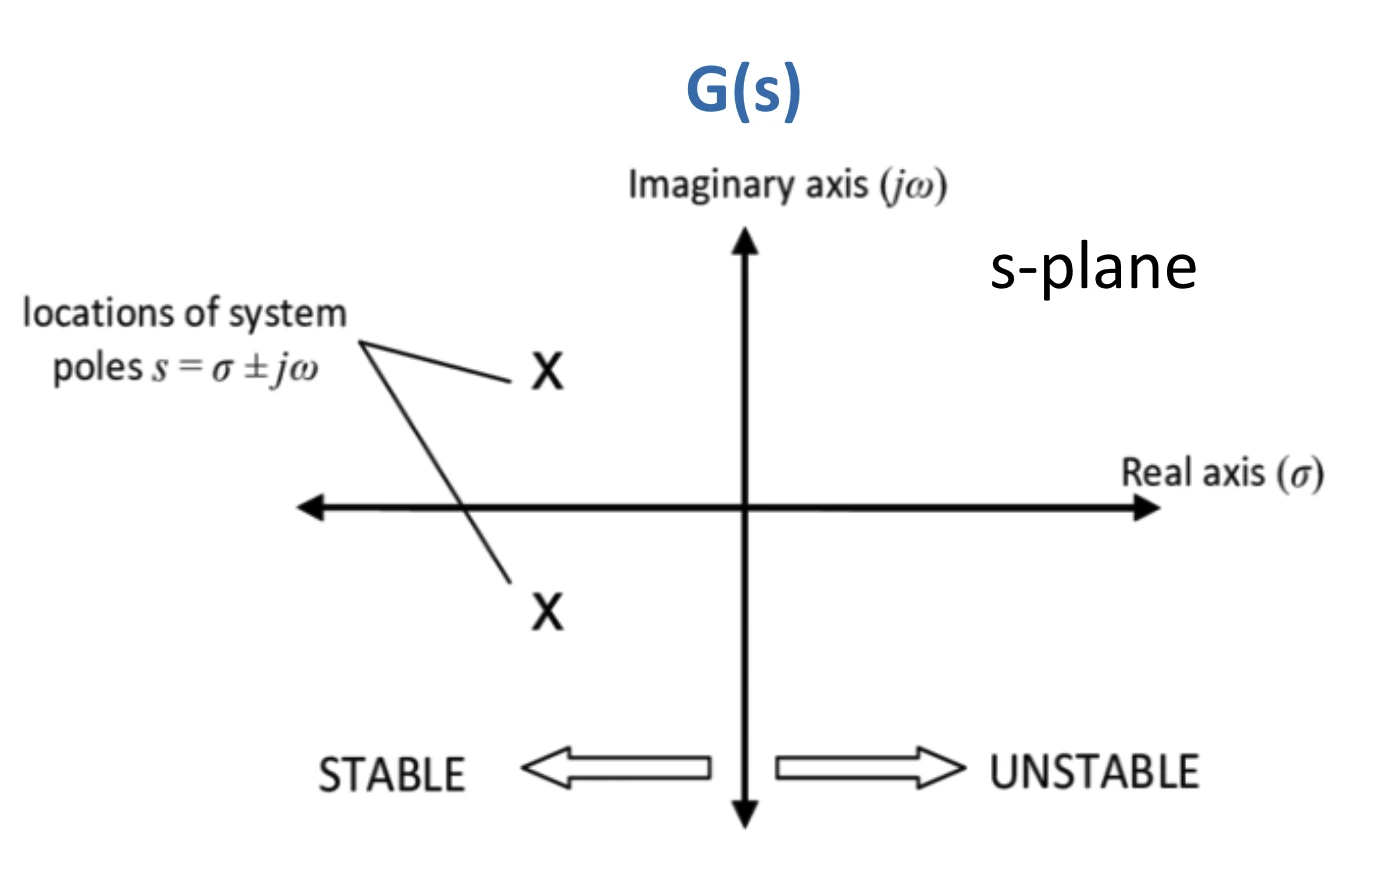 G(s)
Imaginary axis (jω)
s-plane
locations of system
poles s = σ ± jω
X
Real axis (σ)
X
STABLE
UNSTABLE